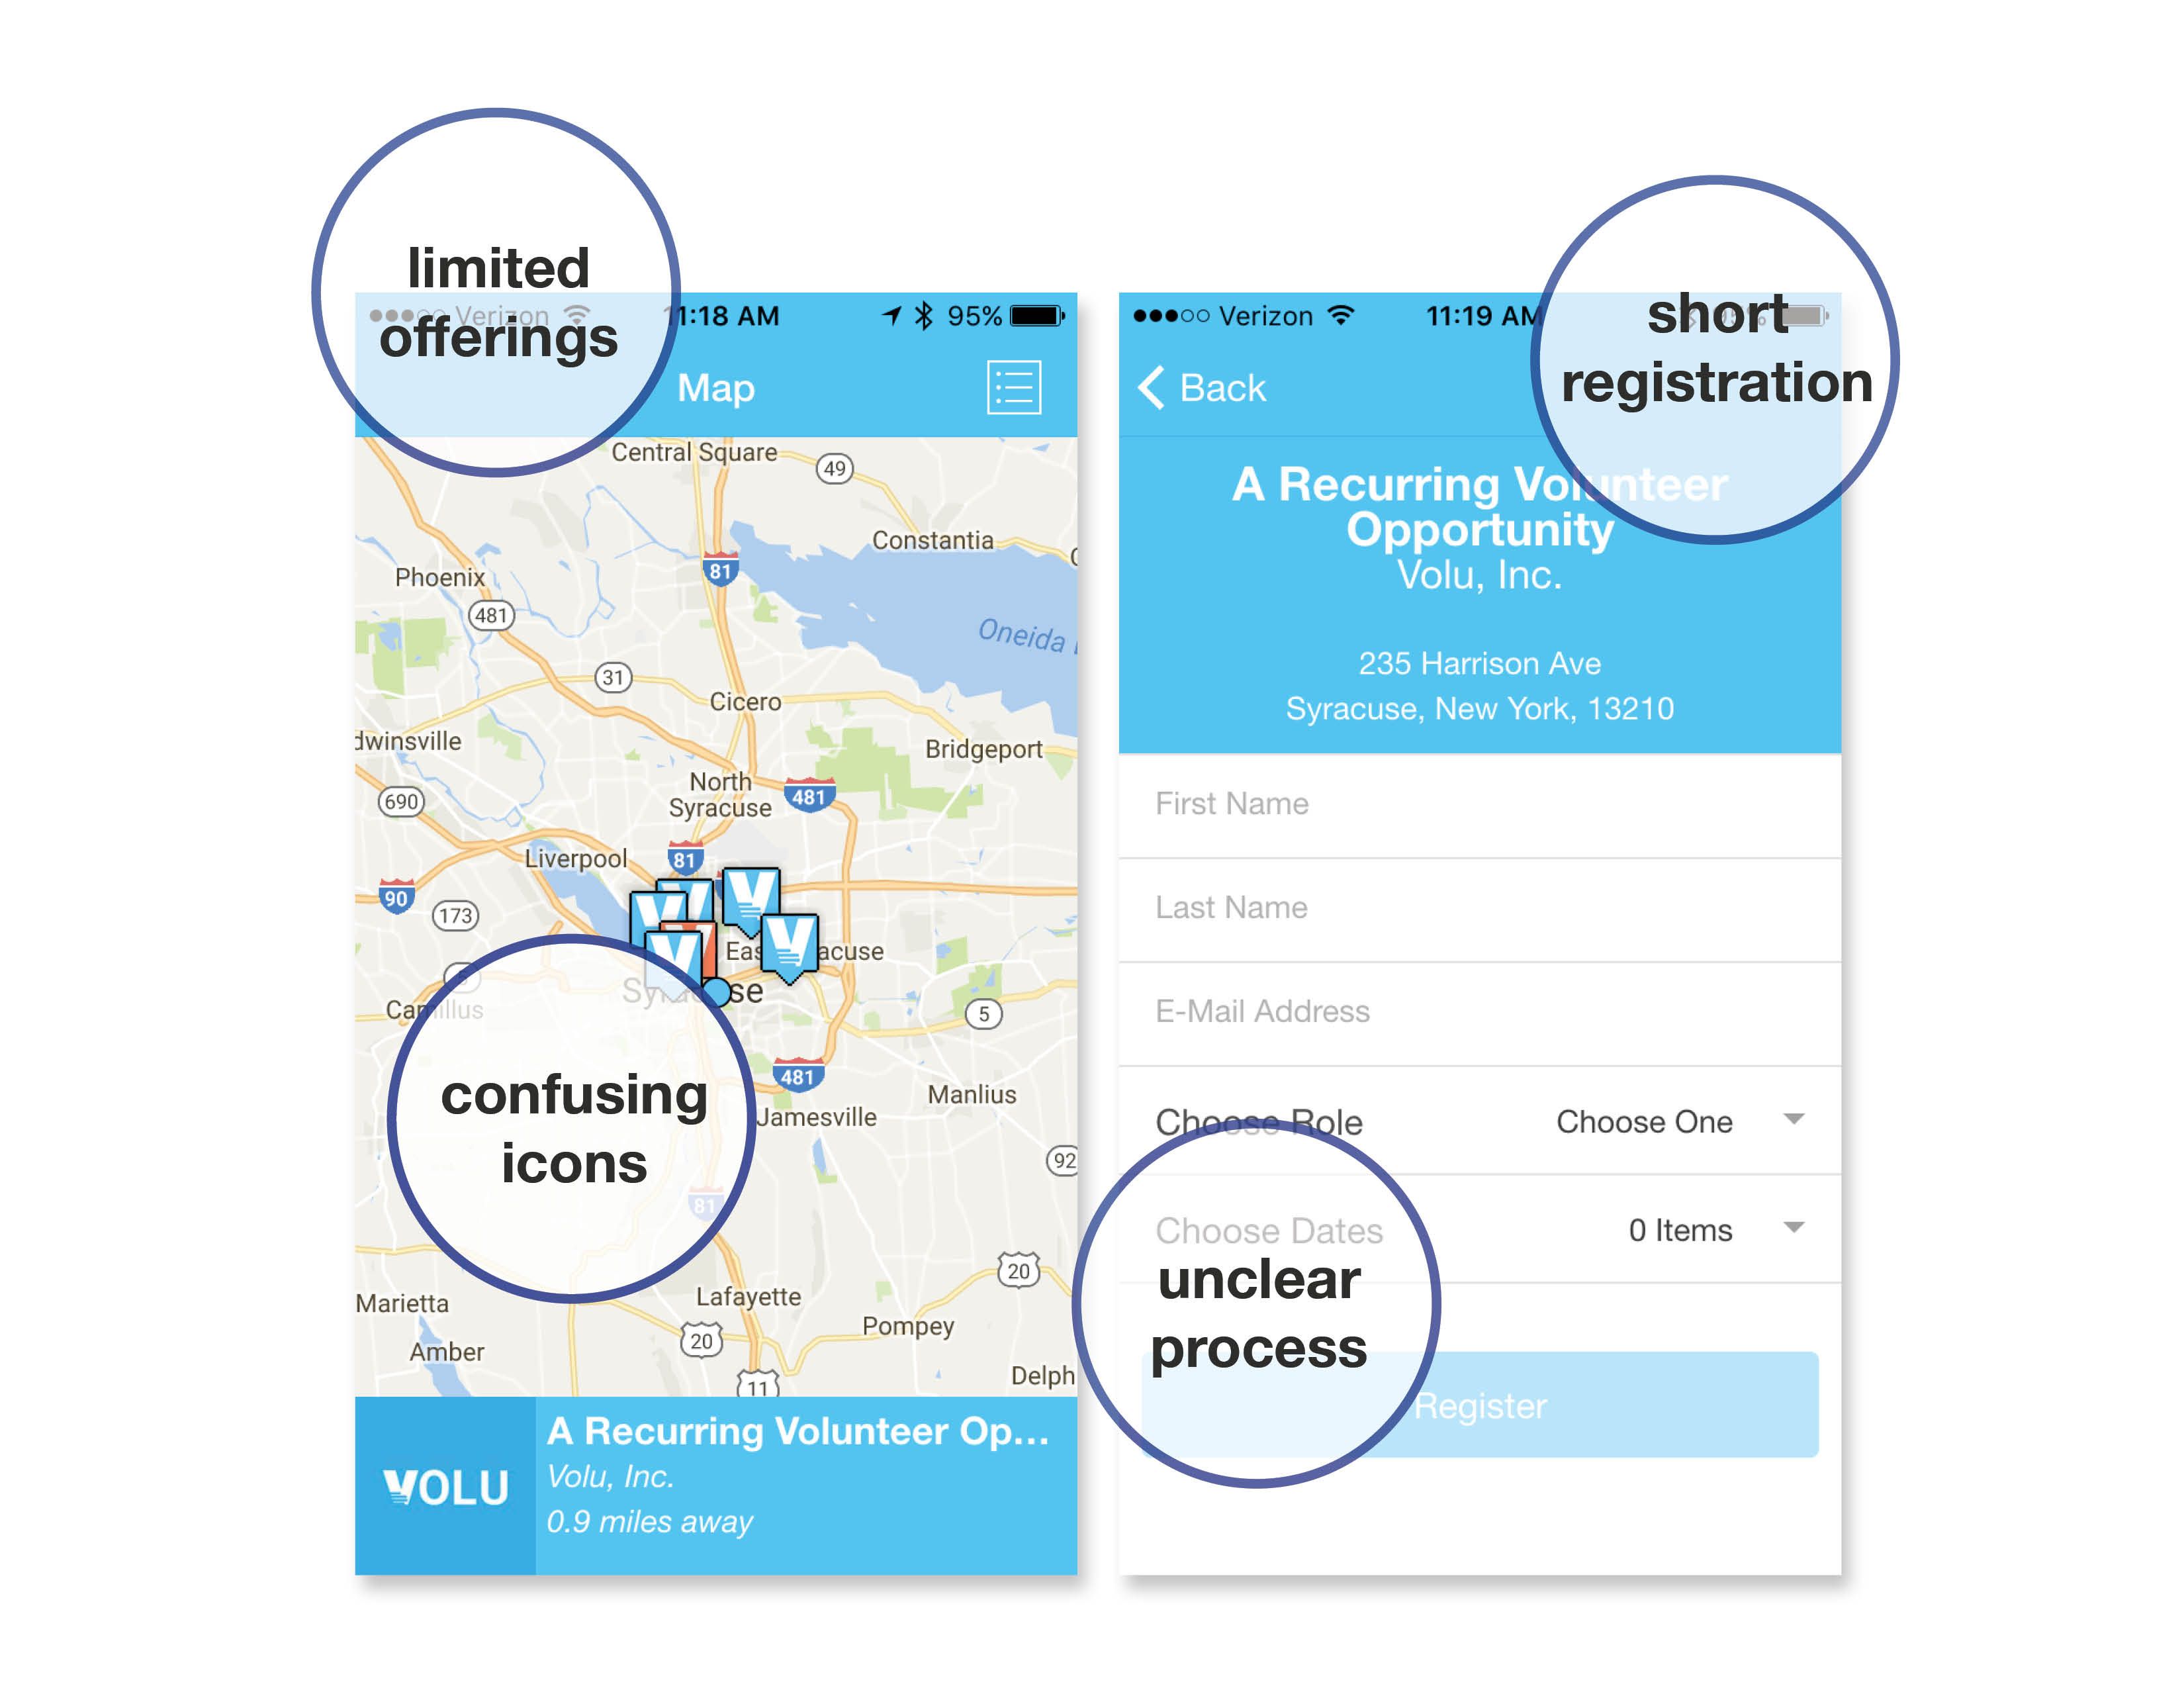 limited
offerings
Verizon
11:18 AM
95%
Map
Central Square
49
Constantia
81
Phoenix
481
Oneida
31
Cicero
dwinsville
Bridgeport
North
Syracuse
481
690
Liverpool
81
90
173
East Syracuse
Syracuse
Camillus
5
confusing
icons
481
Manlius
Jamesville
92
81
20
Marietta
Lafayette
Pompey
20
Amber
Delph
11
VOLU
A Recurring Volunteer Op...
Volu, Inc.
0.9 miles away
short
registration
Verizon
11:19 AM
95%
Back
A Recurring Volunteer
Opportunity
Volu, Inc.
235 Harrison Ave
Syracuse, New York, 13210
First Name
Last Name
E-Mail Address
Choose Role
Choose One
Choose Dates
0 Items
unclear
process
Register